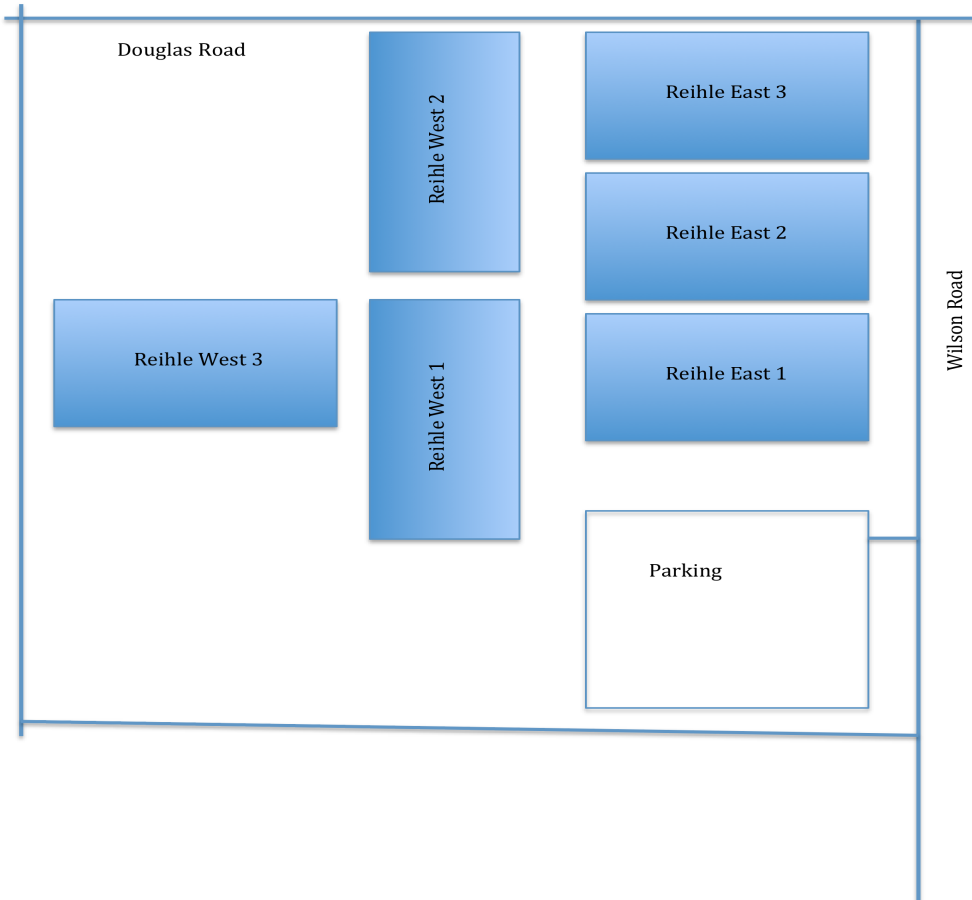 Douglas Road
Reihle West 2
Reihle East 3
Reihle East 2
Wilson Road
Reihle West 3
Reihle West 1
Reihle East 1
Parking